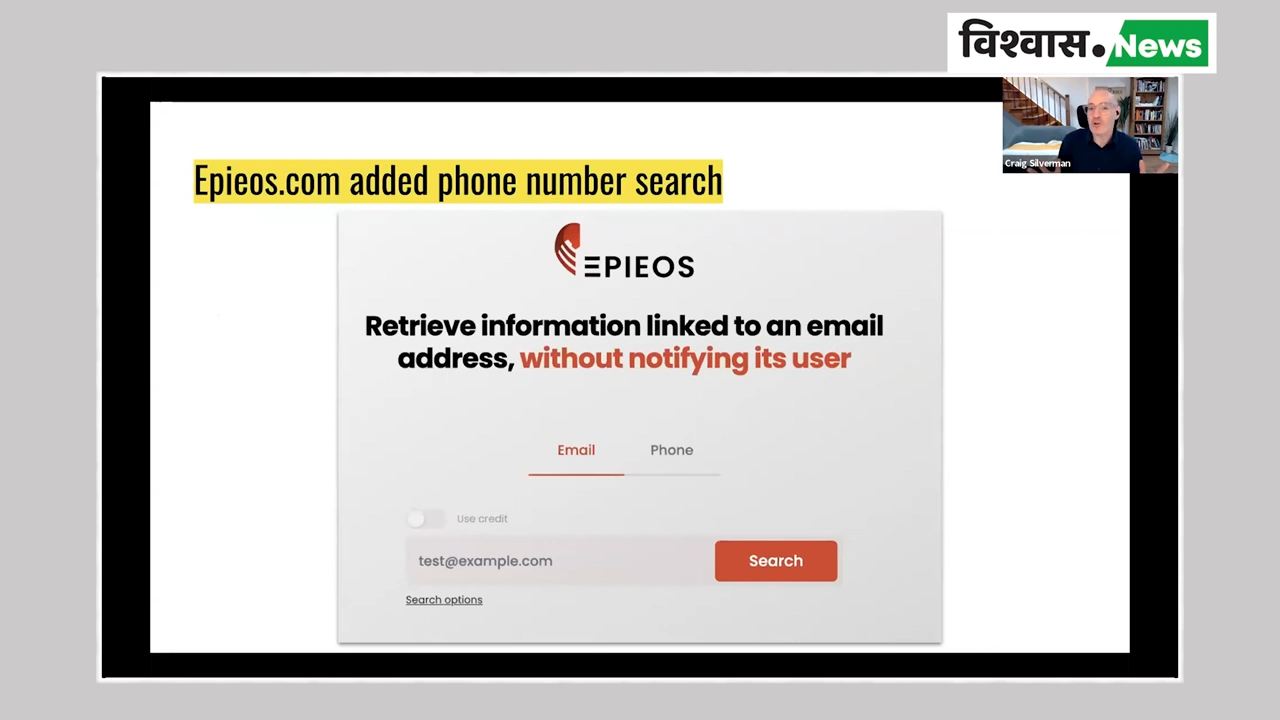 विश्वास.News
Craig Silverman
Epieos.com added phone number search
EPIEOS
Retrieve information linked to an email
address, without notifying its user
Email Phone
Use credit
test@example.com Search
Search options